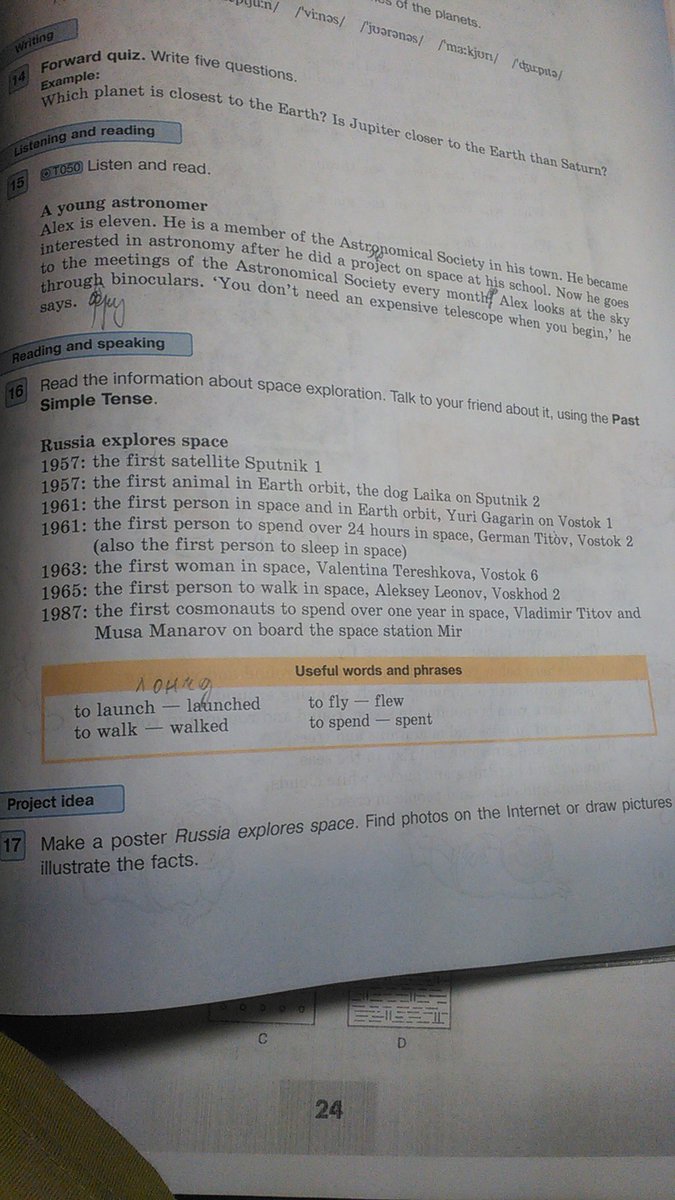 of the planets.
/ˈviːnəs/ /ˈjʊərənəs/ /ˈmɜːkjʊri/ /ˈdʒuːpɪtə/
Writing
14 Forward quiz. Write five questions.
Example:
Which planet is closest to the Earth? Is Jupiter closer to the Earth than Saturn?
Listening and reading
15 T050 Listen and read.
A young astronomer
Alex is eleven. He is a member of the Astronomical Society in his town. He became
interested in astronomy after he did a project on space at his school. Now he goes
to the meetings of the Astronomical Society every month. Alex looks at the sky
through binoculars. ‘You don’t need an expensive telescope when you begin,’ he
says.
Reading and speaking
16 Read the information about space exploration. Talk to your friend about it, using the Past
Simple Tense.
Russia explores space
1957: the first satellite Sputnik 1
1957: the first animal in Earth orbit, the dog Laika on Sputnik 2
1961: the first person in space and in Earth orbit, Yuri Gagarin on Vostok 1
1961: the first person to spend over 24 hours in space, German Titov, Vostok 2
(also the first person to sleep in space)
1963: the first woman in space, Valentina Tereshkova, Vostok 6
1965: the first person to walk in space, Aleksey Leonov, Voskhod 2
1987: the first cosmonauts to spend over one year in space, Vladimir Titov and
Musa Manarov on board the space station Mir
Useful words and phrases
to launch — launched to fly — flew
to walk — walked to spend — spent
Project idea
17 Make a poster Russia explores space. Find photos on the Internet or draw pictures
illustrate the facts.
C D
24